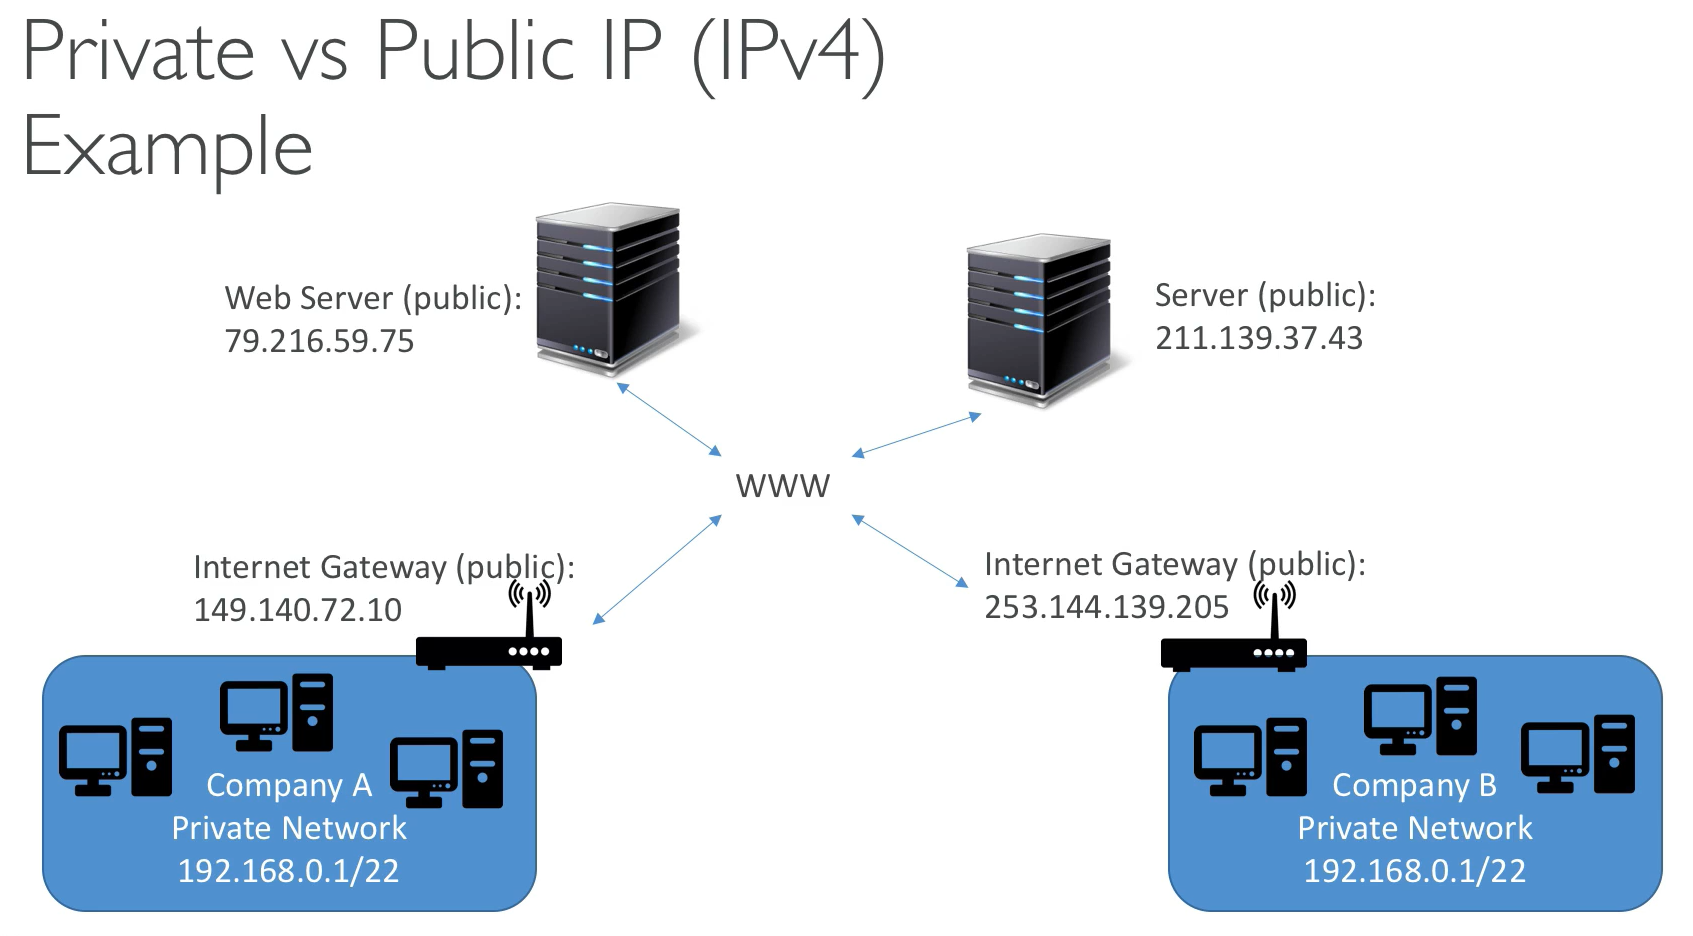 Private vs Public IP (IPv4)
Example
Web Server (public):
79.216.59.75
Server (public):
211.139.37.43
WWW
Internet Gateway (public):
149.140.72.10
Internet Gateway (public):
253.144.139.205
Company A
Private Network
192.168.0.1/22
Company B
Private Network
192.168.0.1/22